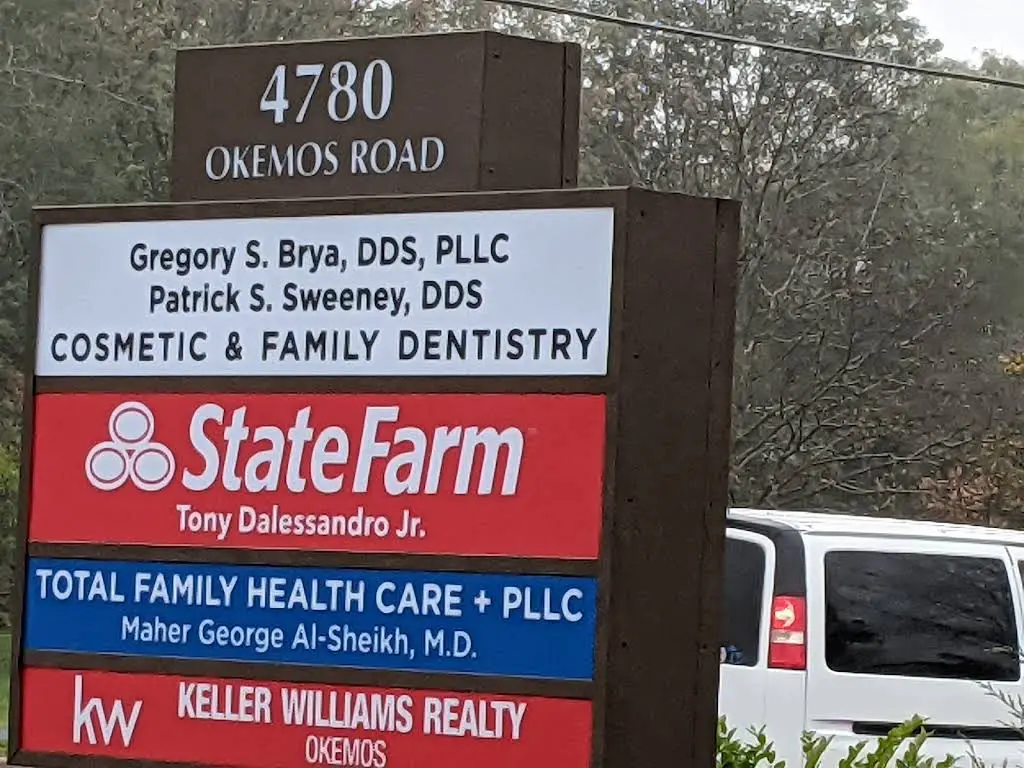 4780
OKEMOS ROAD
Gregory S. Brya, DDS, PLLC
Patrick S. Sweeney, DDS
COSMETIC & FAMILY DENTISTRY
StateFarm
Tony Dalessandro Jr.
TOTAL FAMILY HEALTH CARE + PLLC
Maher George Al-Sheikh, M.D.
kw KELLER WILLIAMS REALTY
OKEMOS